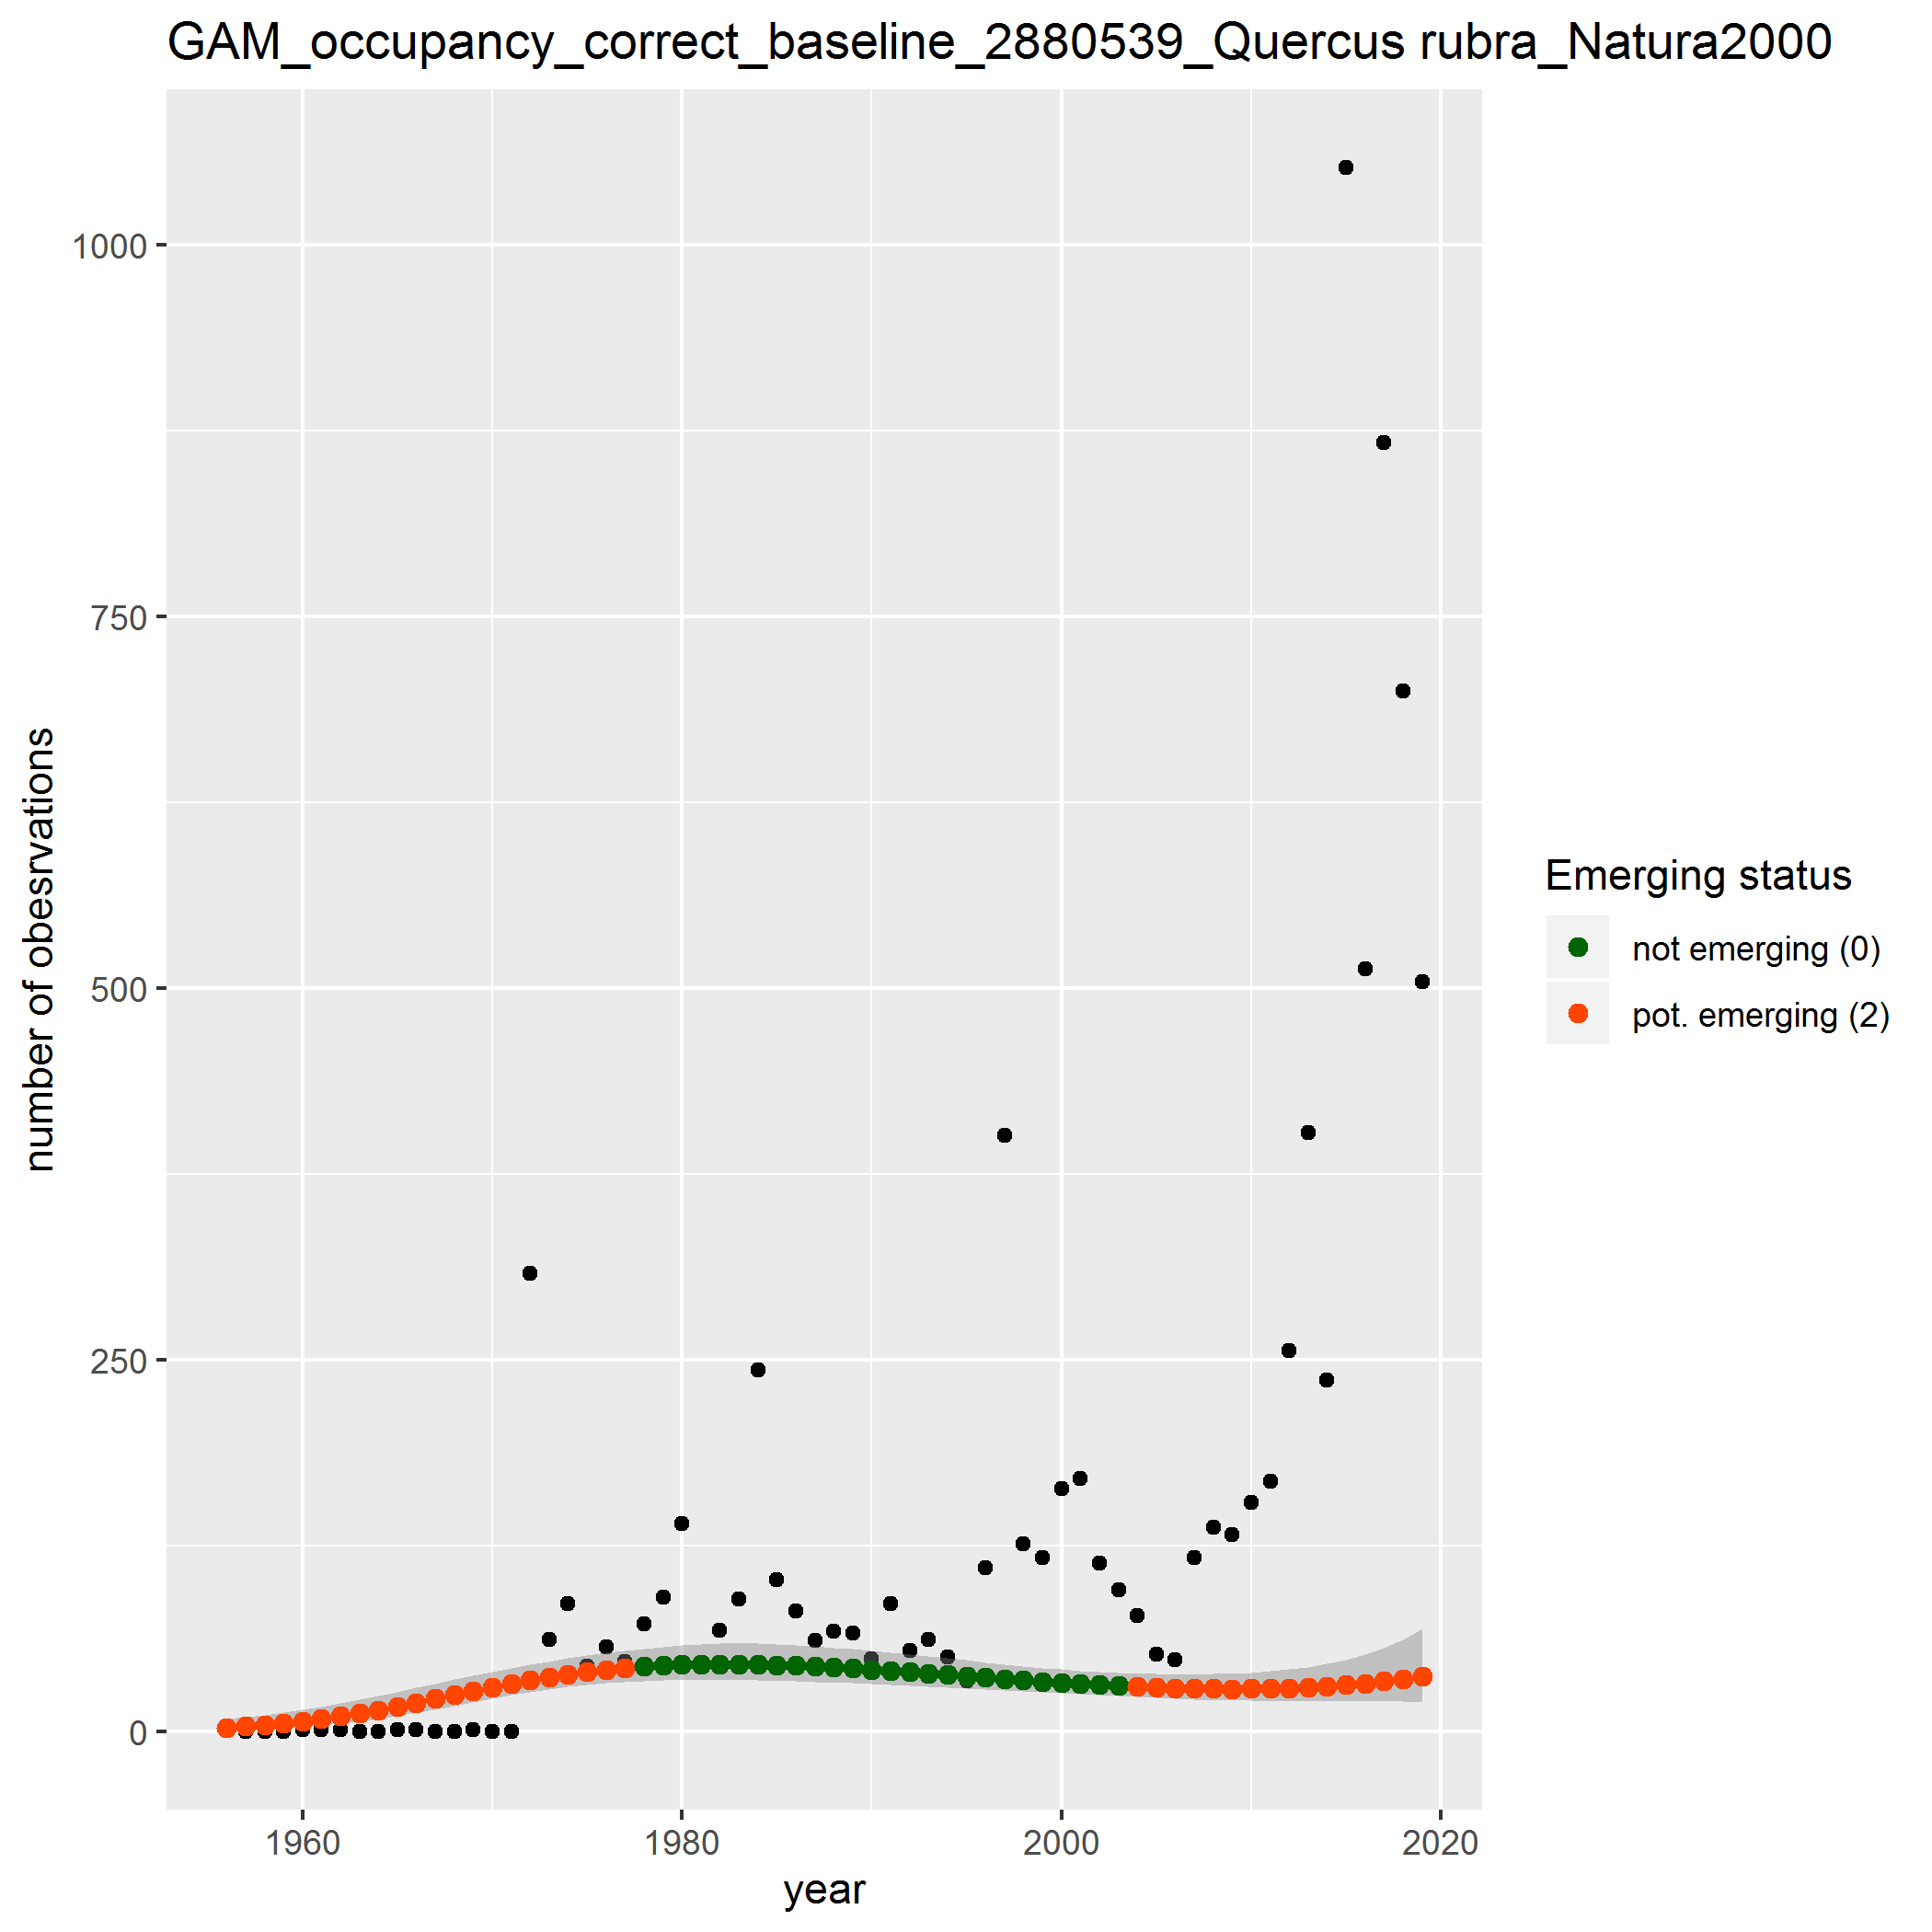 GAM_occupancy_correct_baseline_2880539_Quercus rubra_Natura2000
1000
750
500
250
0
number of obesrvations
1960
1980
2000
2020
year
Emerging status
not emerging (0)
pot. emerging (2)